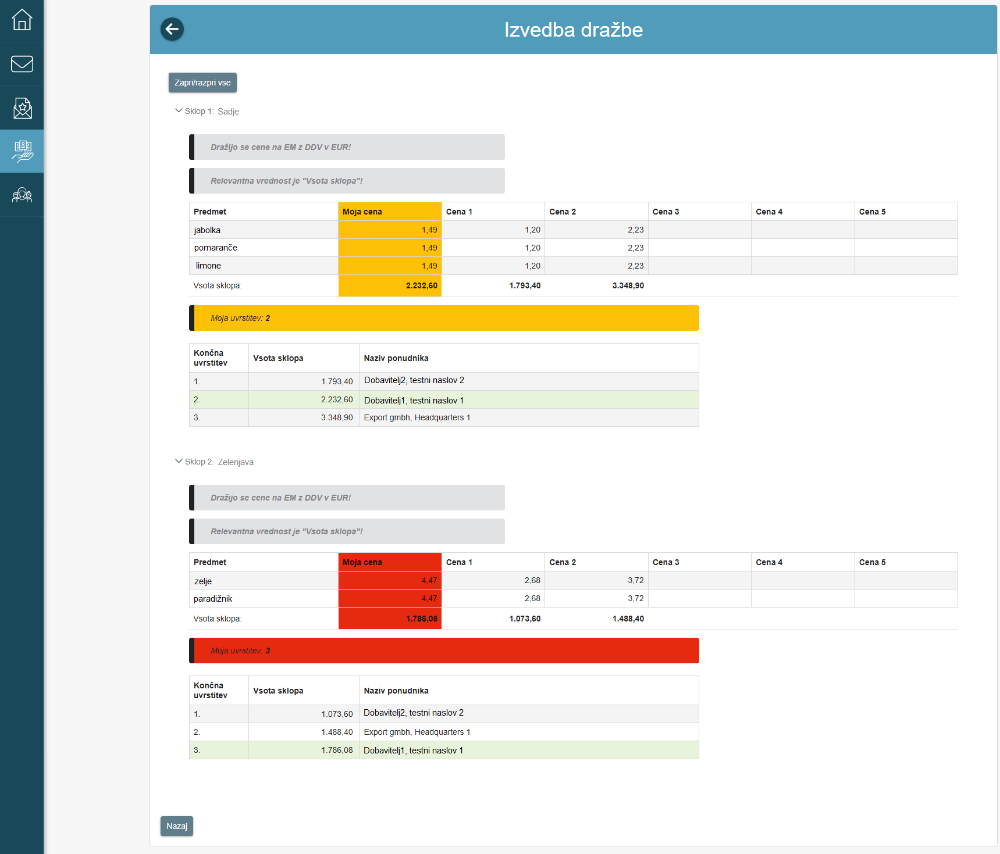 Izvedba dražbe
Zapri/razpri vse
Sklop 1: Sadje
Dražijo se cene na EM z DDV v EUR!
Relevantna vrednost je "Vsota sklopa"!
Predmet Moja cena Cena 1 Cena 2 Cena 3 Cena 4 Cena 5
jabolka 1,49 1,20 2,23
pomaranče 1,49 1,20 2,23
limone 1,49 1,20 2,23
Vsota sklopa: 2.232,60 1.793,40 3.348,90
Moja uvrstitev: 2
Končna uvrstitev Vsota sklopa Naziv ponudnika
1. 1.793,40 Dobavitelj2, testni naslov 2
2. 2.232,60 Dobavitelj1, testni naslov 1
3. 3.348,90 Export gmbh, Headquarters 1
Sklop 2: Zelenjava
Dražijo se cene na EM z DDV v EUR!
Relevantna vrednost je "Vsota sklopa"!
Predmet Moja cena Cena 1 Cena 2 Cena 3 Cena 4 Cena 5
zelje 4,47 2,68 3,72
paradižnik 4,47 2,68 3,72
Vsota sklopa: 1.786,08 1.073,60 1.488,40
Moja uvrstitev: 3
Končna uvrstitev Vsota sklopa Naziv ponudnika
1. 1.073,60 Dobavitelj2, testni naslov 2
2. 1.488,40 Export gmbh, Headquarters 1
3. 1.786,08 Dobavitelj1, testni naslov 1
Nazaj